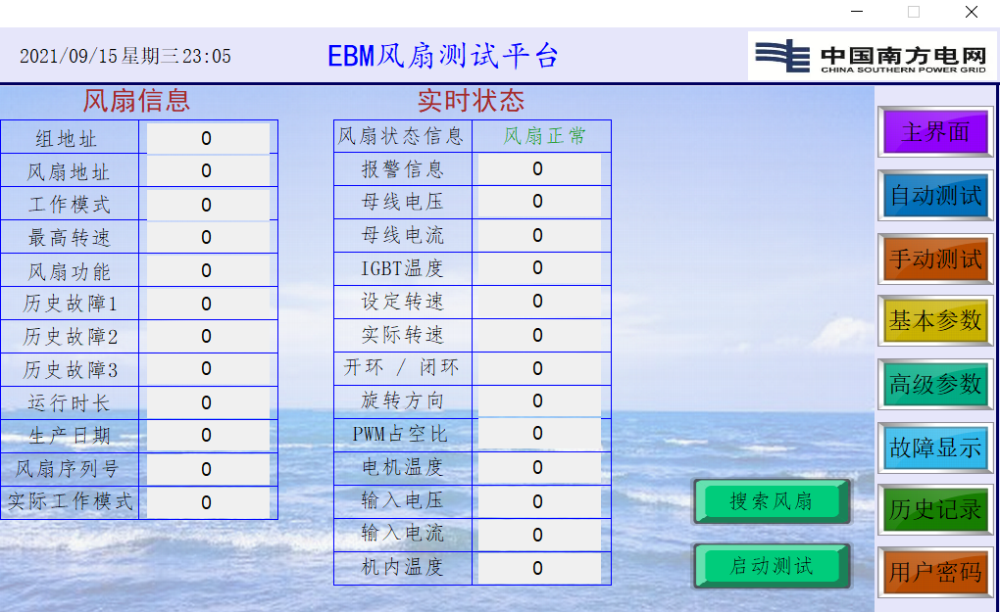 2021/09/15星期三23:05
EBM风扇测试平台
中国南方电网
CHINA SOUTHERN POWER GRID
风扇信息
组地址 0
风扇地址 0
工作模式 0
最高转速 0
风扇功能 0
历史故障1 0
历史故障2 0
历史故障3 0
运行时长 0
生产日期 0
风扇序列号 0
实际工作模式 0
实时状态
风扇状态信息 风扇正常
报警信息 0
母线电压 0
母线电流 0
IGBT温度 0
设定转速 0
实际转速 0
开环 / 闭环 0
旋转方向 0
PWM占空比 0
电机温度 0
输入电压 0
输入电流 0
机内温度 0
搜索风扇
启动测试
主界面
自动测试
手动测试
基本参数
高级参数
故障显示
历史记录
用户密码